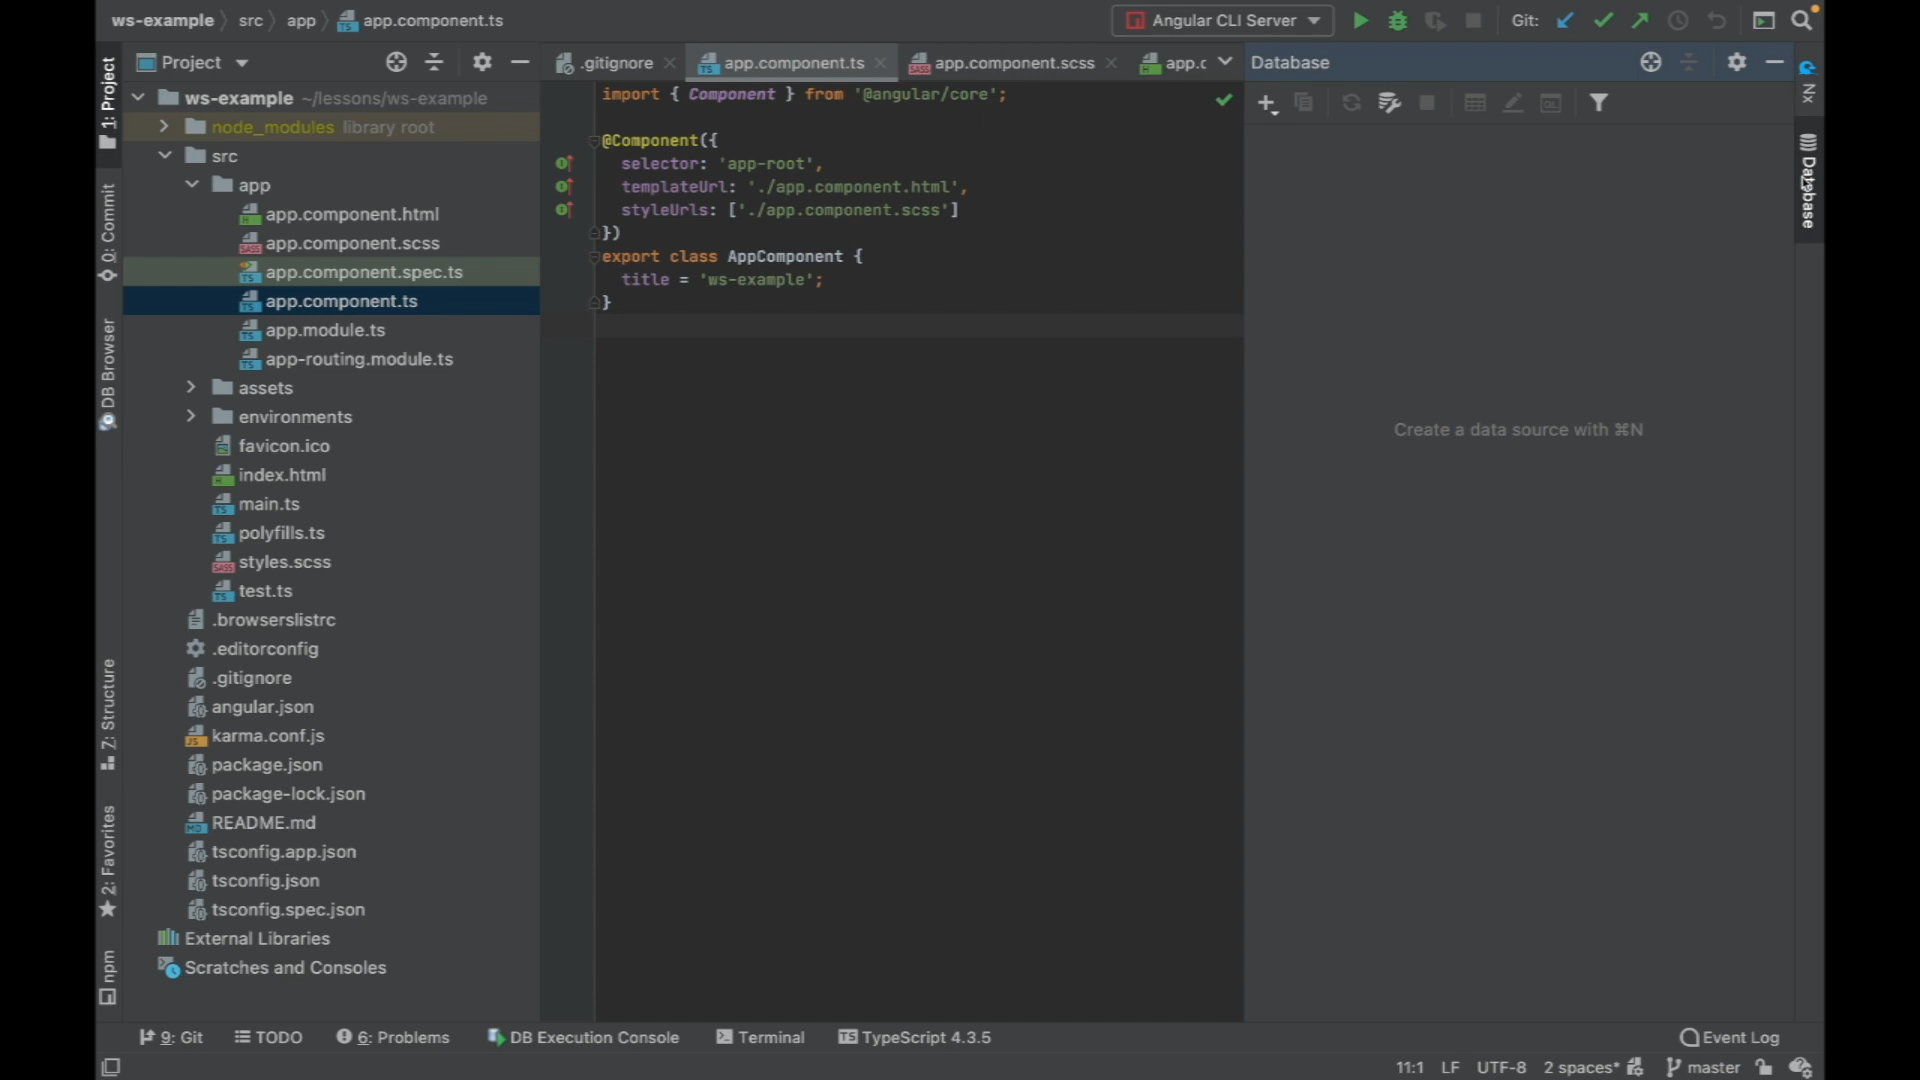 ws-example src app app.component.ts
Angular CLI Server
Git:
1: Project
0: Commit
DB Browser
Z: Structure
2: Favorites
npm
Project
ws-example ~/lessons/ws-example
node_modules library root
src
app
app.component.html
app.component.scss
app.component.spec.ts
app.component.ts
app.module.ts
app-routing.module.ts
assets
environments
favicon.ico
index.html
main.ts
polyfills.ts
styles.scss
test.ts
.browserslistrc
.editorconfig
.gitignore
angular.json
karma.conf.js
package.json
package-lock.json
README.md
tsconfig.app.json
tsconfig.json
tsconfig.spec.json
External Libraries
Scratches and Consoles
.gitignore app.component.ts app.component.scss app.c
import { Component } from '@angular/core';
@Component({
selector: 'app-root',
templateUrl: './app.component.html',
styleUrls: ['./app.component.scss']
})
export class AppComponent {
title = 'ws-example';
}
Database
Create a data source with ⌘N
Nx
Database
9: Git TODO 6: Problems DB Execution Console Terminal TypeScript 4.3.5 Event Log
11:1 LF UTF-8 2 spaces* master